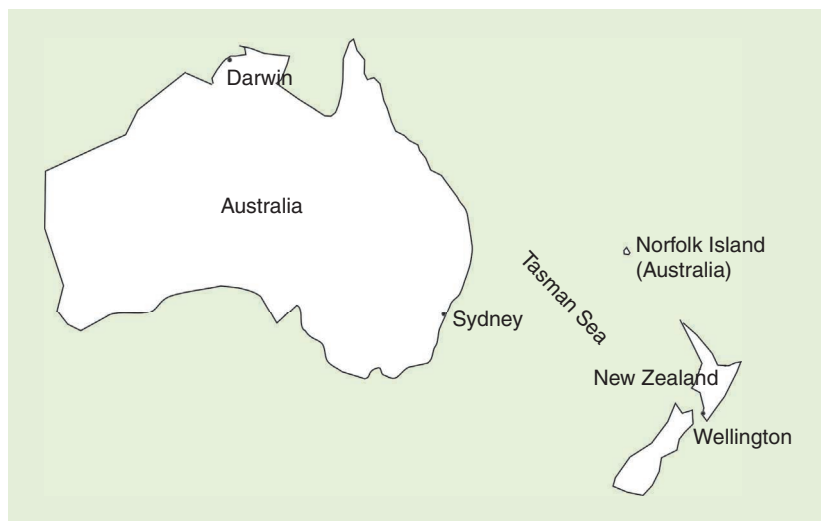 Darwin
Australia
Norfolk Island
(Australia)
Tasman Sea
Sydney
New Zealand
Wellington